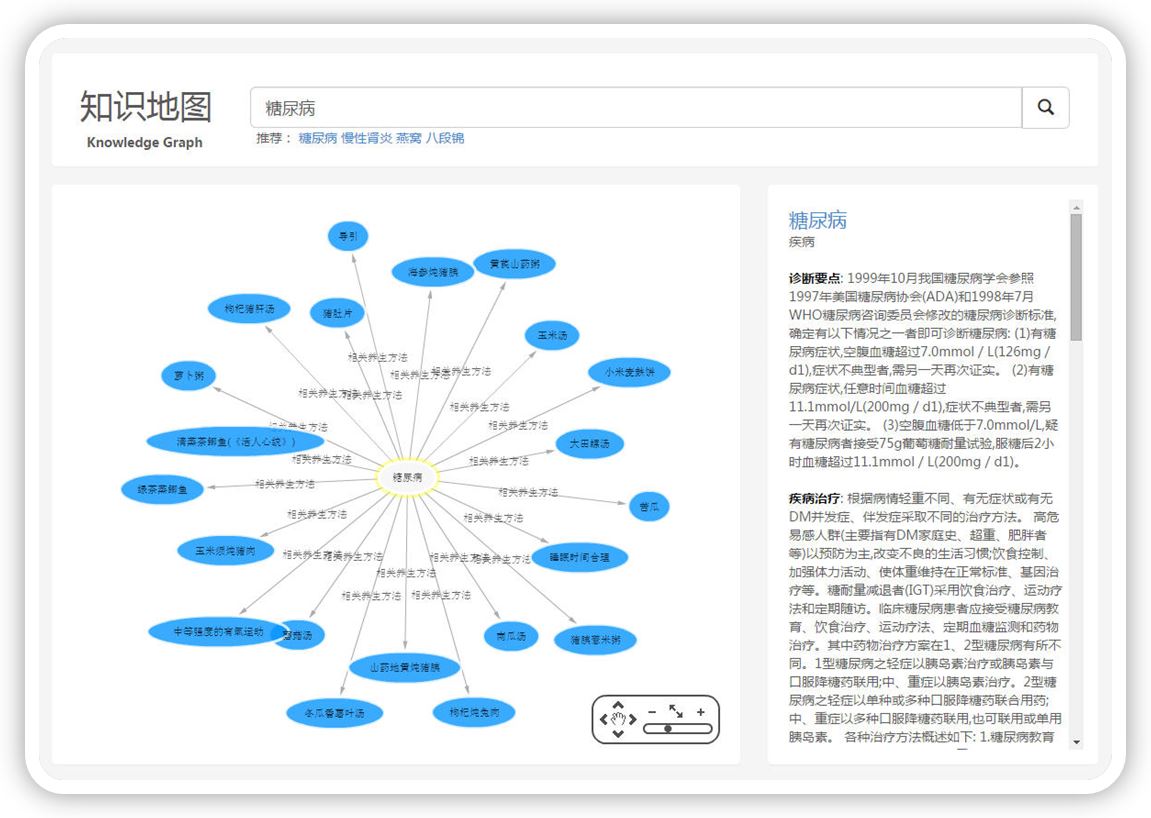 知识地图
Knowledge Graph
糖尿病
推荐： 糖尿病 慢性肾炎 燕窝 八段锦
导引
海参炖猪胰
黄芪山药粥
枸杞猪肝汤
猪肚片
玉米汤
相关养生方法
小米麦麸饼
相关养生方法
相关养生方法
萝卜粥
相关养生方法
相关养生方法
相关养生方法
相关养生方法
相关养生方法
清蒸茶鲫鱼(《活人心统》)
大田螺汤
相关养生方法
相关养生方法
糖尿病
绿茶蒸鲫鱼
相关养生方法
相关养生方法
苦瓜
相关养生方法
相关养生方法
玉米须炖猪肉
相关养生方法
相关养生方法
相关养生方法
相关养生方法
睡眠时间合理
相关养生方法
相关养生方法
相关养生方法
中等强度的有氧运动
蘑菇汤
南瓜汤
猪胰薏米粥
山药地黄炖猪胰
冬瓜香蕈叶汤
枸杞炖兔肉
糖尿病
疾病
诊断要点: 1999年10月我国糖尿病学会参照
1997年美国糖尿病协会(ADA)和1998年7月
WHO糖尿病咨询委员会修改的糖尿病诊断标准,
确定有以下情况之一者即可诊断糖尿病: (1)有糖
尿病症状,空腹血糖超过7.0mmol / L(126mg /
d1),症状不典型者,需另一天再次证实。 (2)有糖
尿病症状,任意时间血糖超过
11.1mmol/L(200mg / d1),症状不典型者,需另
一天再次证实。 (3)空腹血糖低于7.0mmol/L,疑
有糖尿病者接受75g葡萄糖耐量试验,服糖后2小
时血糖超过11.1mmol / L(200mg / d1)。
疾病治疗: 根据病情轻重不同、有无症状或有无
DM并发症、伴发症采取不同的治疗方法。 高危
易感人群(主要指有DM家庭史、超重、肥胖者
等)以预防为主,改变不良的生活习惯;饮食控制、
加强体力活动、使体重维持在正常标准、基因治
疗等。糖耐量减退者(IGT)采用饮食治疗、运动疗
法和定期随访。临床糖尿病患者应接受糖尿病教
育、饮食治疗、运动疗法、定期血糖监测和药物
治疗。其中药物治疗方案在1、2型糖尿病有所不
同。1型糖尿病之轻症以胰岛素治疗或胰岛素与
口服降糖药联用;中、重症以胰岛素治疗。2型糖
尿病之轻症以单种或多种口服降糖药联合用药;
中、重症以多种口服降糖药联用,也可联用或单用
胰岛素。 各种治疗方法概述如下: 1.糖尿病教育